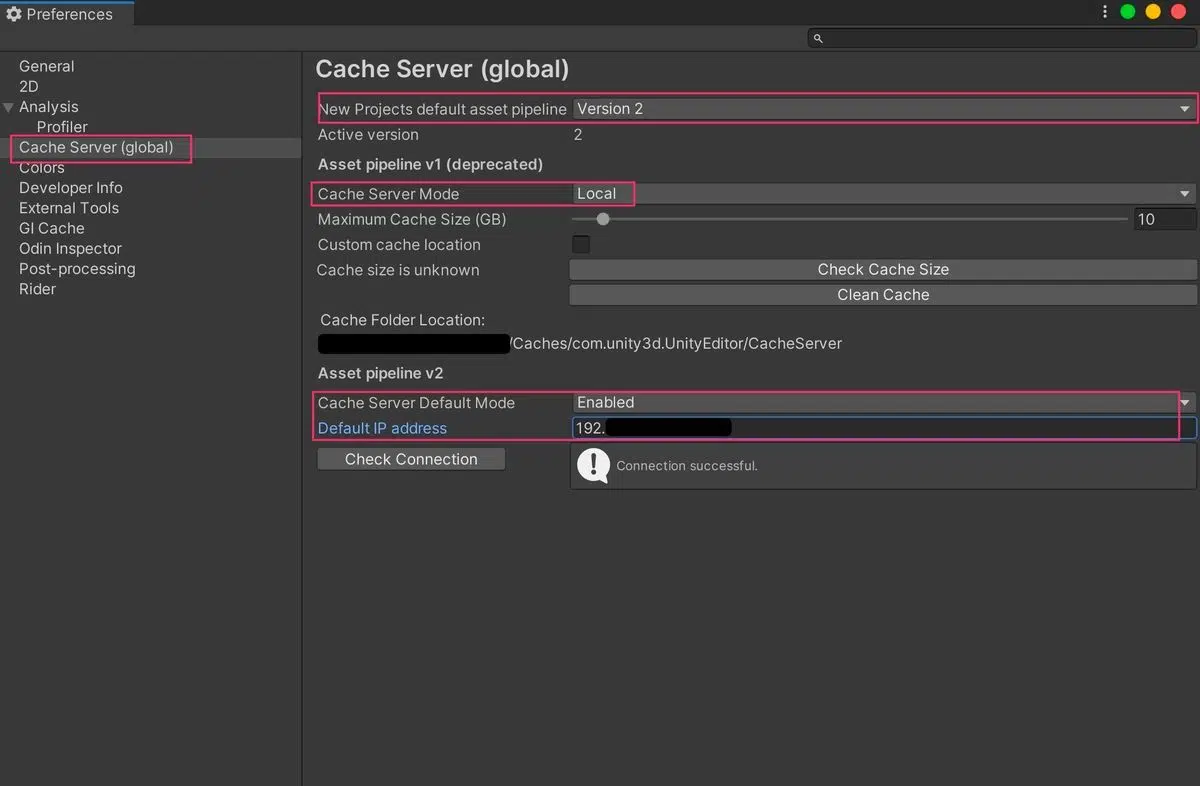 Preferences
General
2D
Analysis
Profiler
Cache Server (global)
Colors
Developer Info
External Tools
GI Cache
Odin Inspector
Post-processing
Rider
Cache Server (global)
New Projects default asset pipeline Version 2
Active version 2
Asset pipeline v1 (deprecated)
Cache Server Mode Local
Maximum Cache Size (GB) 10
Custom cache location
Cache size is unknown Check Cache Size
Clean Cache
Cache Folder Location:
/Caches/com.unity3d.UnityEditor/CacheServer
Asset pipeline v2
Cache Server Default Mode Enabled
Default IP address 192.
Check Connection Connection successful.